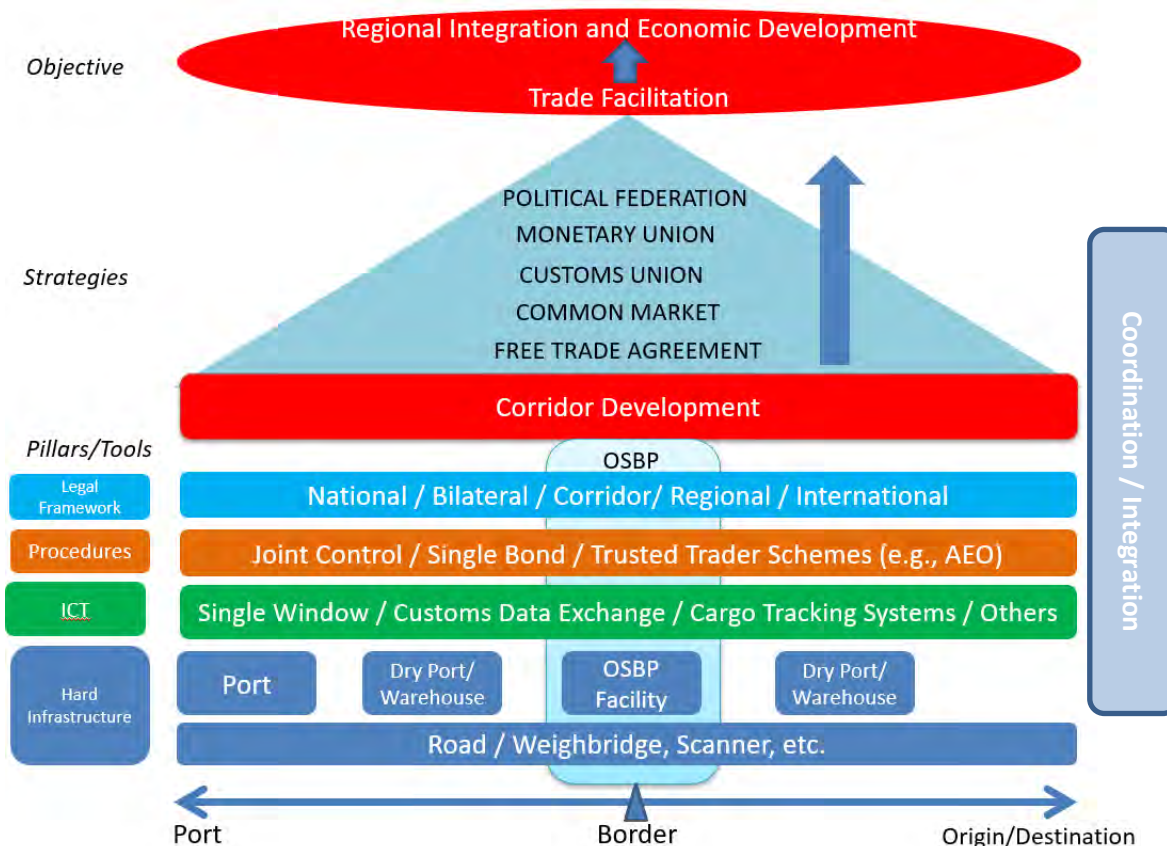 Objective
Regional Integration and Economic Development
Trade Facilitation
Strategies
POLITICAL FEDERATION
MONETARY UNION
CUSTOMS UNION
COMMON MARKET
FREE TRADE AGREEMENT
Coordination / Integration
Corridor Development
Pillars/Tools
OSBP
Legal
Framework
National / Bilateral / Corridor/ Regional / International
Procedures
Joint Control / Single Bond / Trusted Trader Schemes (e.g., AEO)
ICT
Single Window / Customs Data Exchange / Cargo Tracking Systems / Others
Hard
Infrastructure
Port
Dry Port/
Warehouse
OSBP
Facility
Dry Port/
Warehouse
Road / Weighbridge, Scanner, etc.
Port
Border
Origin/Destination